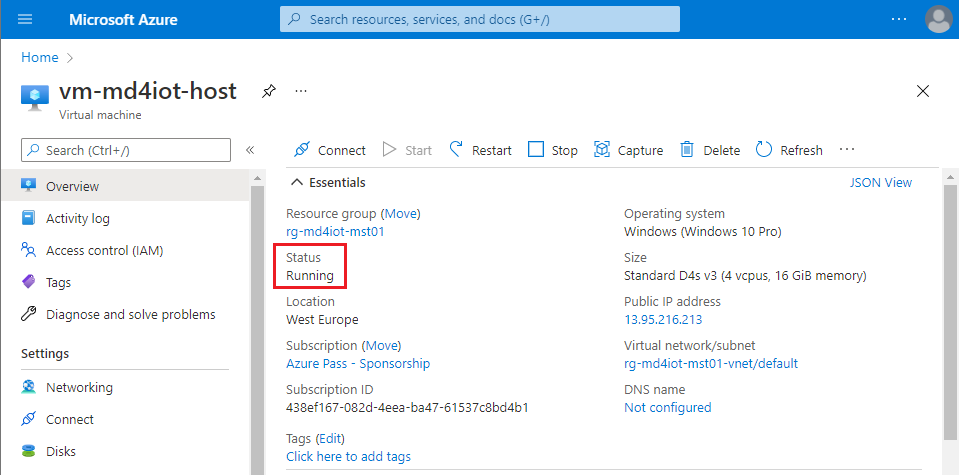 Microsoft Azure
Search resources, services, and docs (G+/)
Home
vm-md4iot-host
Virtual machine
Search (Ctrl+/)
Connect
Start
Restart
Stop
Capture
Delete
Refresh
Overview
Activity log
Access control (IAM)
Tags
Diagnose and solve problems
Settings
Networking
Connect
Disks
Essentials
JSON View
Resource group (Move)
rg-md4iot-mst01
Status
Running
Location
West Europe
Subscription (Move)
Azure Pass - Sponsorship
Subscription ID
438ef167-082d-4eea-ba47-61537c8bd4b1
Tags (Edit)
Click here to add tags
Operating system
Windows (Windows 10 Pro)
Size
Standard D4s v3 (4 vcpus, 16 GiB memory)
Public IP address
13.95.216.213
Virtual network/subnet
rg-md4iot-mst01-vnet/default
DNS name
Not configured